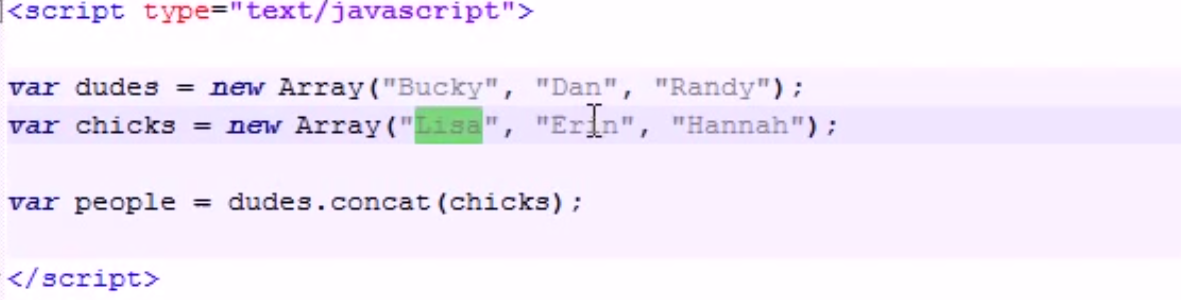 <script type="text/javascript">
var dudes = new Array("Bucky", "Dan", "Randy");
var chicks = new Array("Lisa", "Erin", "Hannah");
var people = dudes.concat(chicks);
</script>